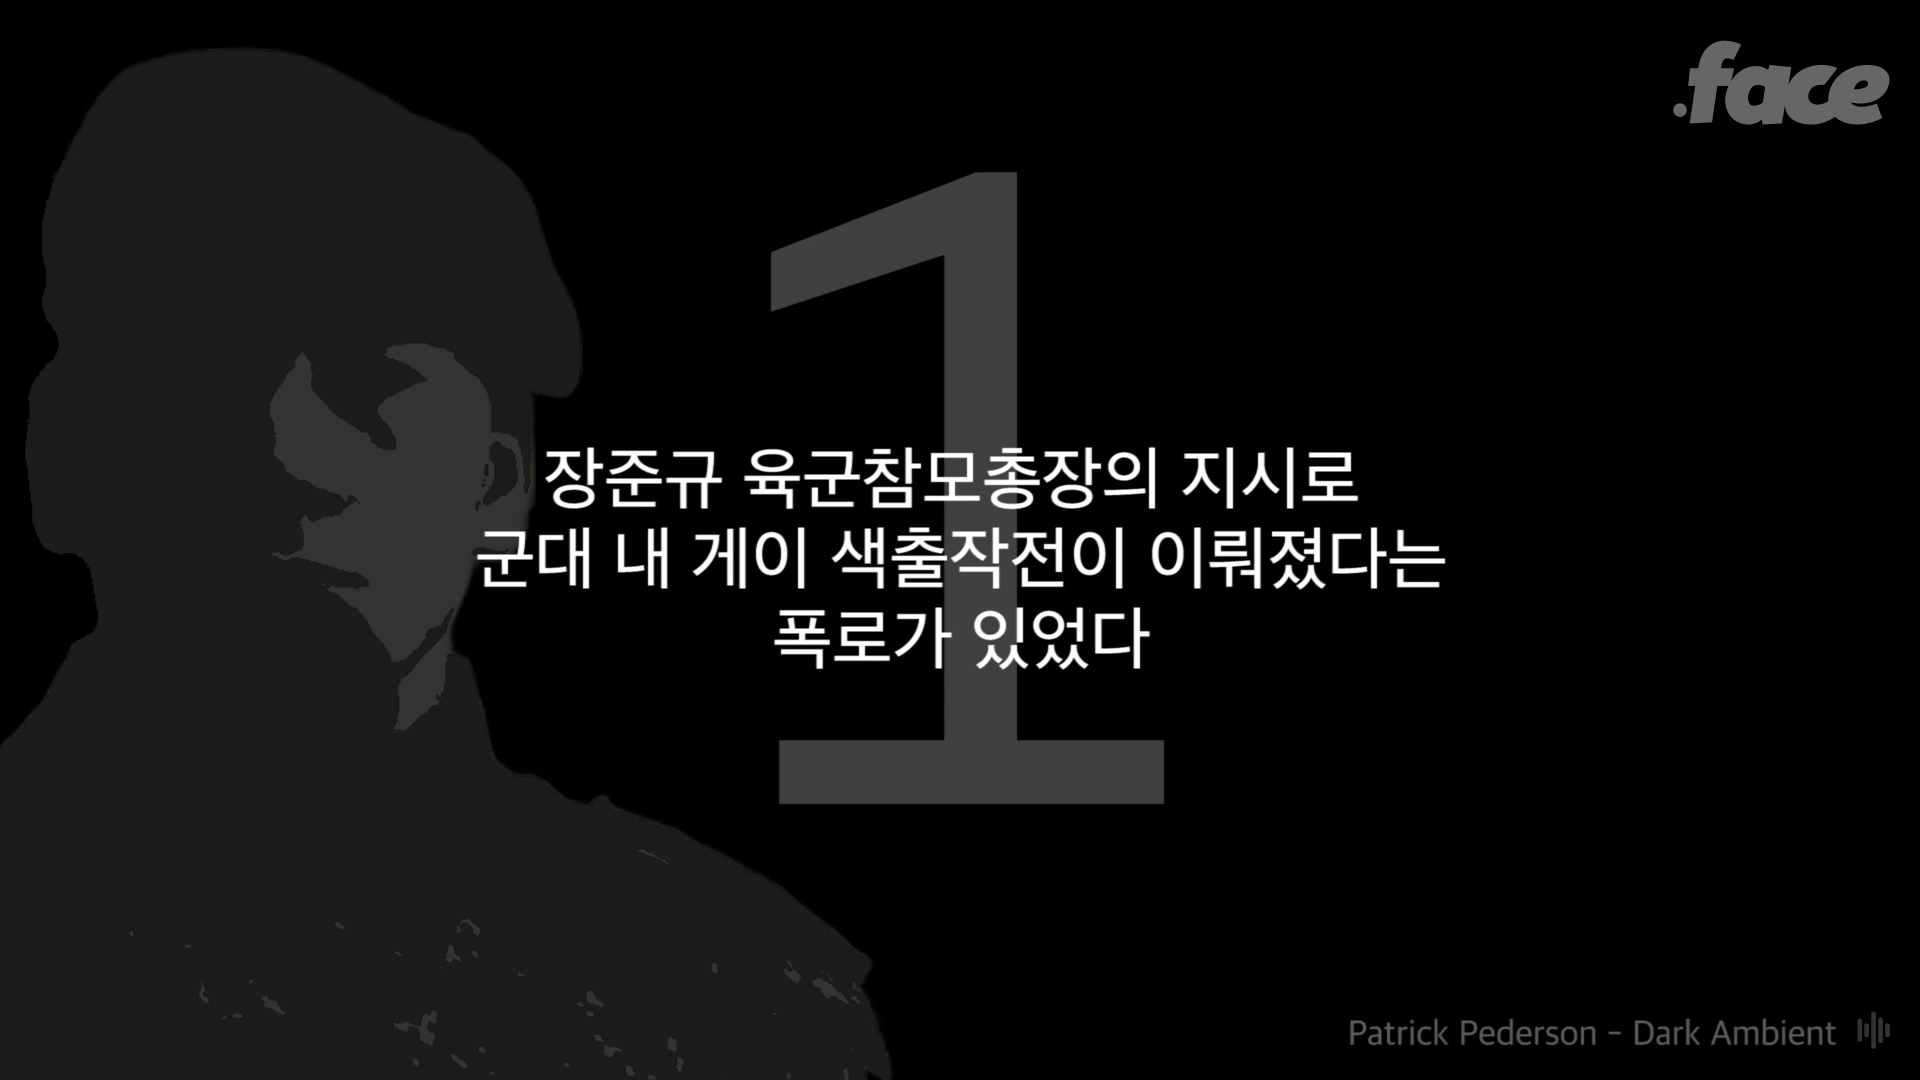 .face
1
장준규 육군참모총장의 지시로
군대 내 게이 색출작전이 이뤄졌다는
폭로가 있었다
Patrick Pederson - Dark Ambient